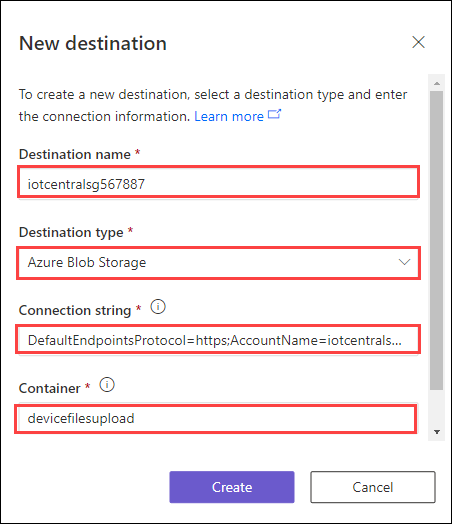 New destination
To create a new destination, select a destination type and enter
the connection information. Learn more
Destination name *
iotcentralsg567887
Destination type *
Azure Blob Storage
Connection string *
DefaultEndpointsProtocol=https;AccountName=iotcentrals...
Container *
devicefilesupload
Create
Cancel